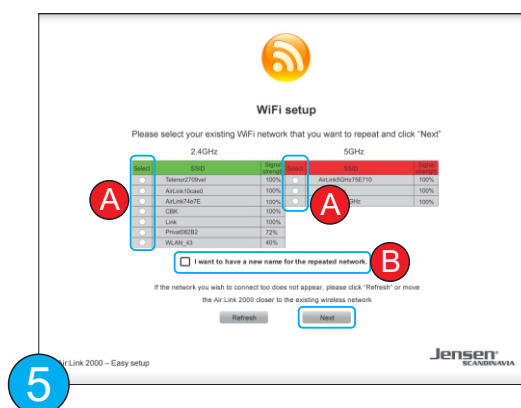 WiFi setup
Please select your existing WiFi network that you want to repeat and click "Next"
2.4GHz 5GHz
Select SSID Signal strength Select SSID Signal strength
Telenor2709vel 100% AirLink5GHz75E710 100%
AirLink10cae0 100% 100%
AirLink74e7E 100% GHz 100%
CBK 100%
Link 100%
Privat082B2 72%
WLAN_43 40%
A
A
I want to have a new name for the repeated network.
B
If the network you wish to connect too does not appear, please click "Refresh" or move
the Air:Link 2000 closer to the existing wireless network
Refresh Next
Air:Link 2000 – Easy setup
Jensen
SCANDINAVIA
5